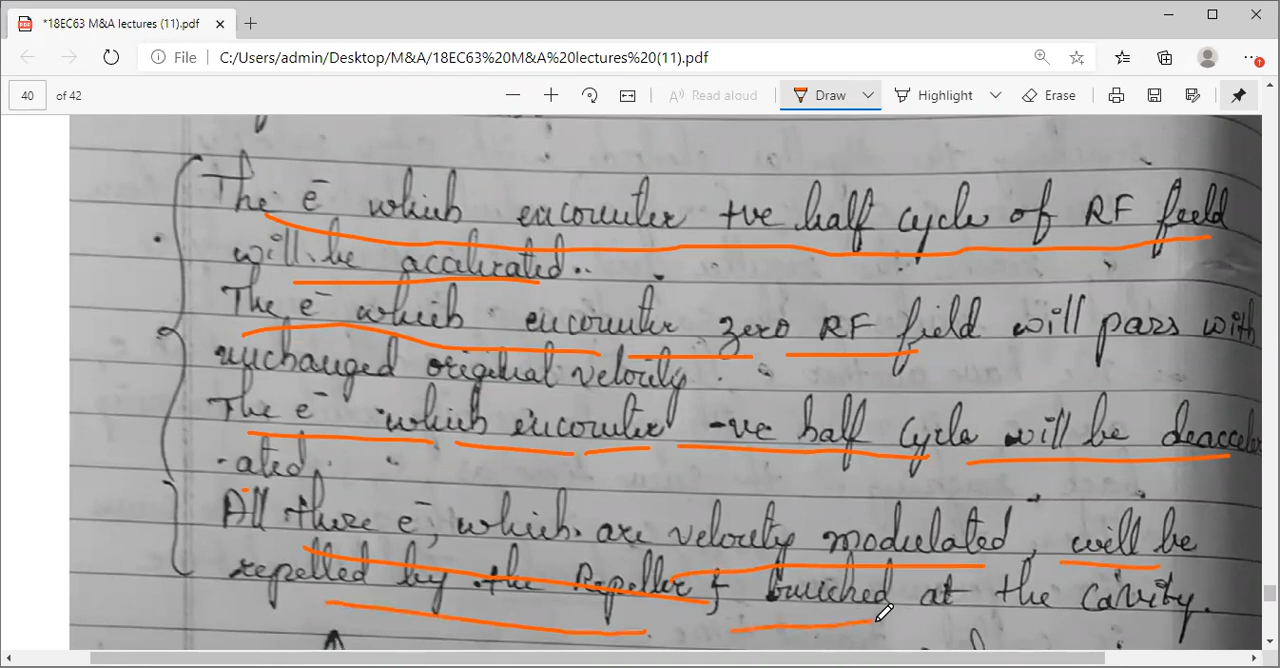 *18EC63 M&A lectures (11).pdf
File C:/Users/admin/Desktop/M&A/18EC63%20M&A%20lectures%20(11).pdf
40 of 42 Read aloud Draw Highlight Erase
The e⁻ which encounter +ve half cycle of RF field
will be accelerated.
The e⁻ which encounter zero RF field will pass with
unchanged original velocity.
The e⁻ which encounter -ve half cycle will be deacceler
-ated.
All these e⁻, which are velocity modulated, will be
repelled by the Repeller & bunched at the cavity.